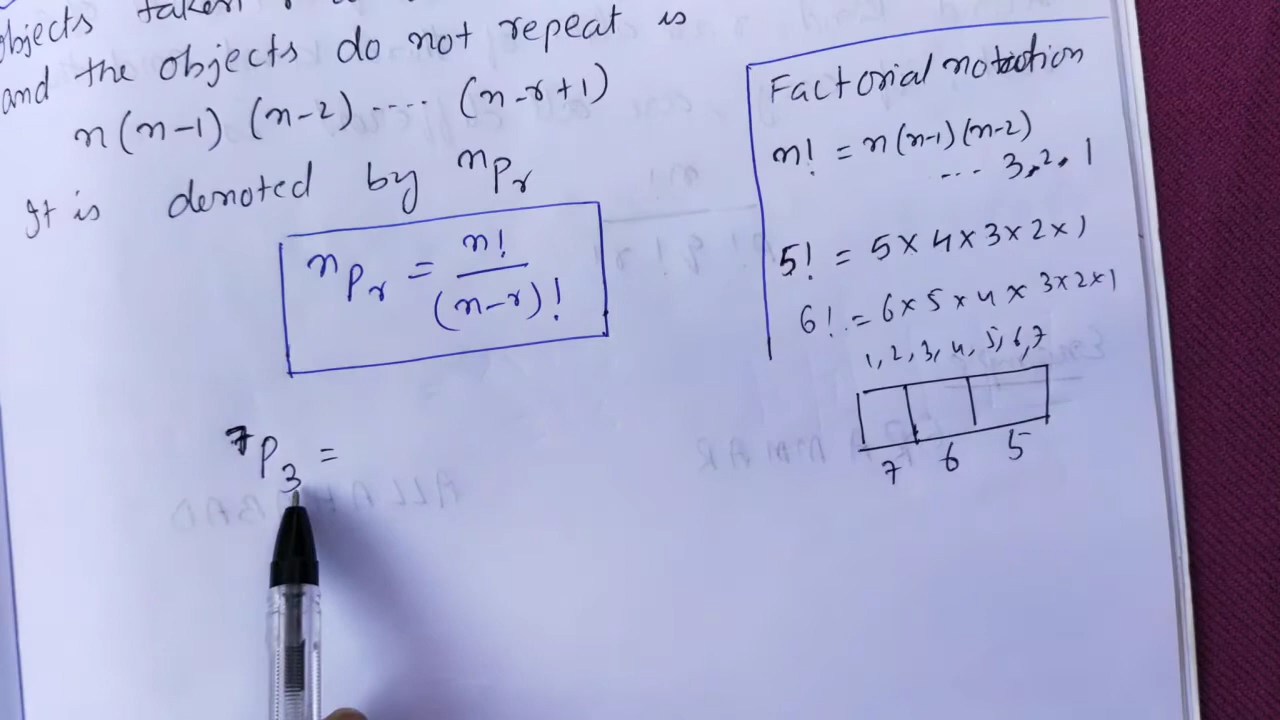 objects taken
and the objects do not repeat is
n(n-1) (n-2) .... (n-r+1)
It is denoted by nPr
nPr = n! / (n-r)!
7P3 =
Factorial notation
n! = n(n-1)(n-2)
... 3.2.1
5! = 5×4×3×2×1
6! = 6×5×4×3×2×1
1,2,3,4,5,6,7
7 6 5